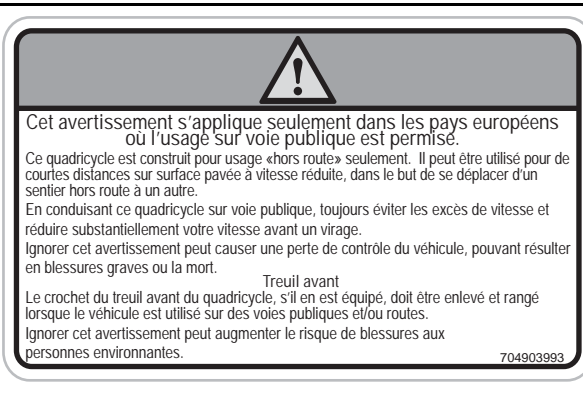 Cet avertissement s'applique seulement dans les pays européens
où l'usage sur voie publique est permise.
Ce quadricycle est construit pour usage «hors route» seulement. Il peut être utilisé pour de
courtes distances sur surface pavée à vitesse réduite, dans le but de se déplacer d'un
sentier hors route à un autre.
En conduisant ce quadricycle sur voie publique, toujours éviter les excès de vitesse et
réduire substantiellement votre vitesse avant un virage.
Ignorer cet avertissement peut causer une perte de contrôle du véhicule, pouvant résulter
en blessures graves ou la mort.
Treuil avant
Le crochet du treuil avant du quadricycle, s'il en est équipé, doit être enlevé et rangé
lorsque le véhicule est utilisé sur des voies publiques et/ou routes.
Ignorer cet avertissement peut augmenter le risque de blessures aux
personnes environnantes.
704903993